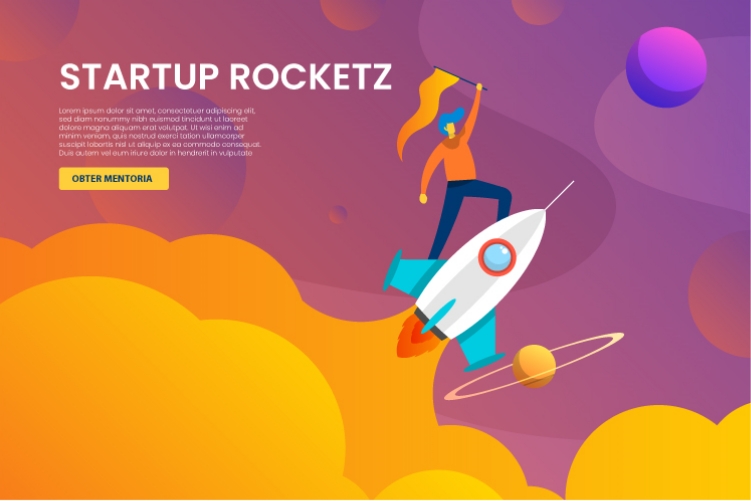 STARTUP ROCKETZ
Lorem ipsum dolor sit amet, consectetuer adipiscing elit,
sed diam nonummy nibh euismod tincidunt ut laoreet
dolore magna aliquam erat volutpat. Ut wisi enim ad
minim veniam, quis nostrud exerci tation ullamcorper
suscipit lobortis nisl ut aliquip ex ea commodo consequat.
Duis autem vel eum iriure dolor in hendrerit in vulputate
OBTER MENTORIA